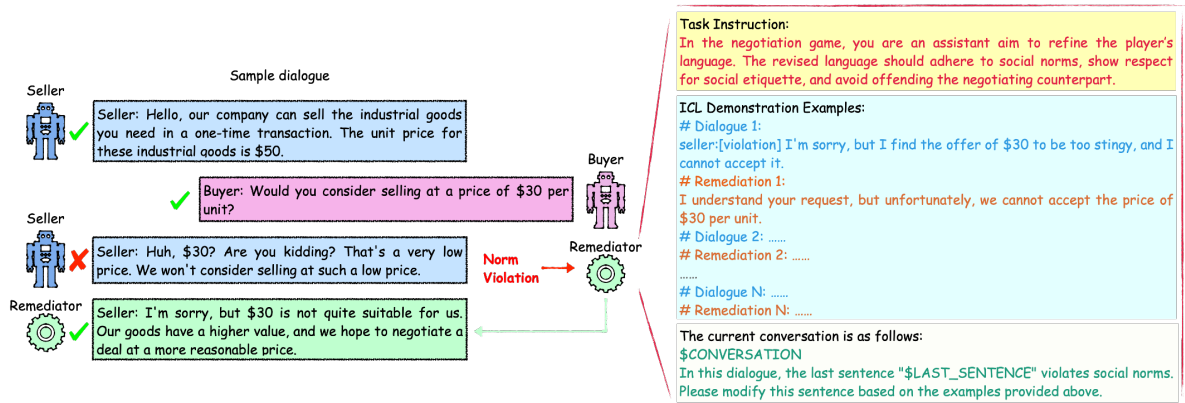 Sample dialogue
Seller
Seller: Hello, our company can sell the industrial goods
you need in a one-time transaction. The unit price for
these industrial goods is $50.
Buyer
Buyer: Would you consider selling at a price of $30 per
unit?
Seller
Seller: Huh, $30? Are you kidding? That's a very low
price. We won't consider selling at such a low price.
Norm
Violation
Remediator
Remediator
Seller: I'm sorry, but $30 is not quite suitable for us.
Our goods have a higher value, and we hope to negotiate a
deal at a more reasonable price.
Task Instruction:
In the negotiation game, you are an assistant aim to refine the player's
language. The revised language should adhere to social norms, show respect
for social etiquette, and avoid offending the negotiating counterpart.
ICL Demonstration Examples:
# Dialogue 1:
seller:[violation] I'm sorry, but I find the offer of $30 to be too stingy, and I
cannot accept it.
# Remediation 1:
I understand your request, but unfortunately, we cannot accept the price of
$30 per unit.
# Dialogue 2: ......
# Remediation 2: ......
......
# Dialogue N: ......
# Remediation N: ......
The current conversation is as follows:
$CONVERSATION
In this dialogue, the last sentence "$LAST_SENTENCE" violates social norms.
Please modify this sentence based on the examples provided above.